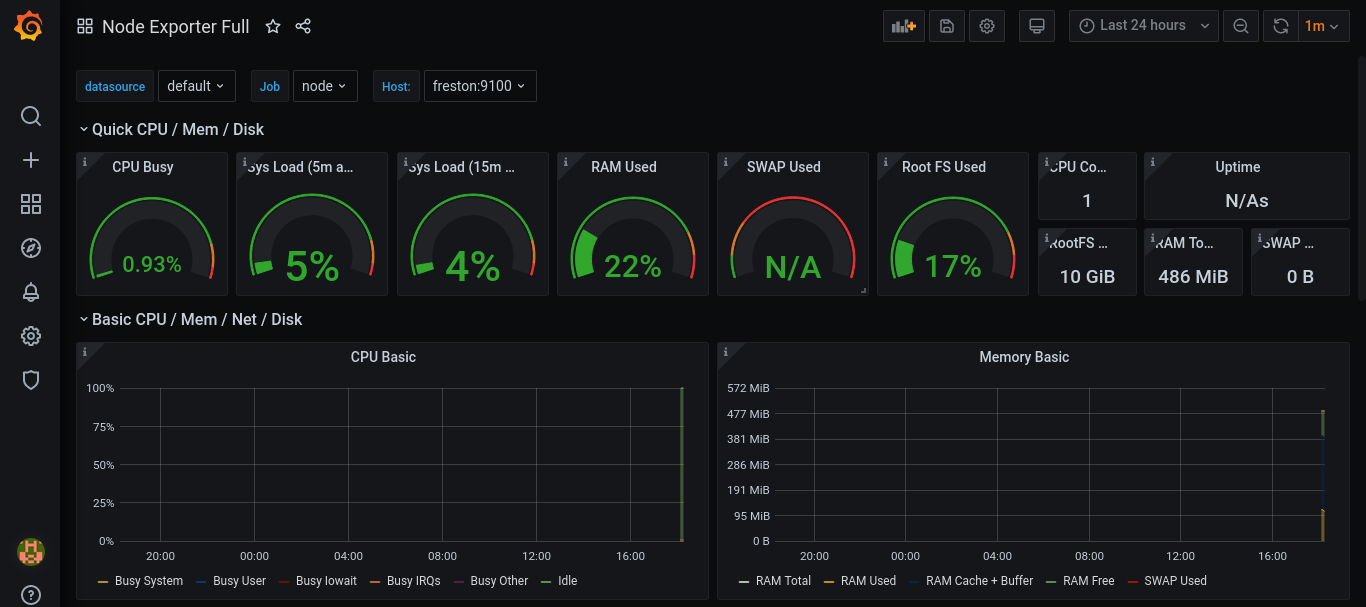 Node Exporter Full
Last 24 hours
1m
datasource default Job node Host: freston:9100
Quick CPU / Mem / Disk
CPU Busy
0.93%
Sys Load (5m a...
5%
Sys Load (15m ...
4%
RAM Used
22%
SWAP Used
N/A
Root FS Used
17%
CPU Co...
1
Uptime
N/As
RootFS ...
10 GiB
RAM To...
486 MiB
SWAP ...
0 B
Basic CPU / Mem / Net / Disk
CPU Basic
100%
75%
50%
25%
0%
20:00 00:00 04:00 08:00 12:00 16:00
Busy System Busy User Busy Iowait Busy IRQs Busy Other Idle
Memory Basic
572 MiB
477 MiB
381 MiB
286 MiB
191 MiB
95 MiB
0 B
20:00 00:00 04:00 08:00 12:00 16:00
RAM Total RAM Used RAM Cache + Buffer RAM Free SWAP Used